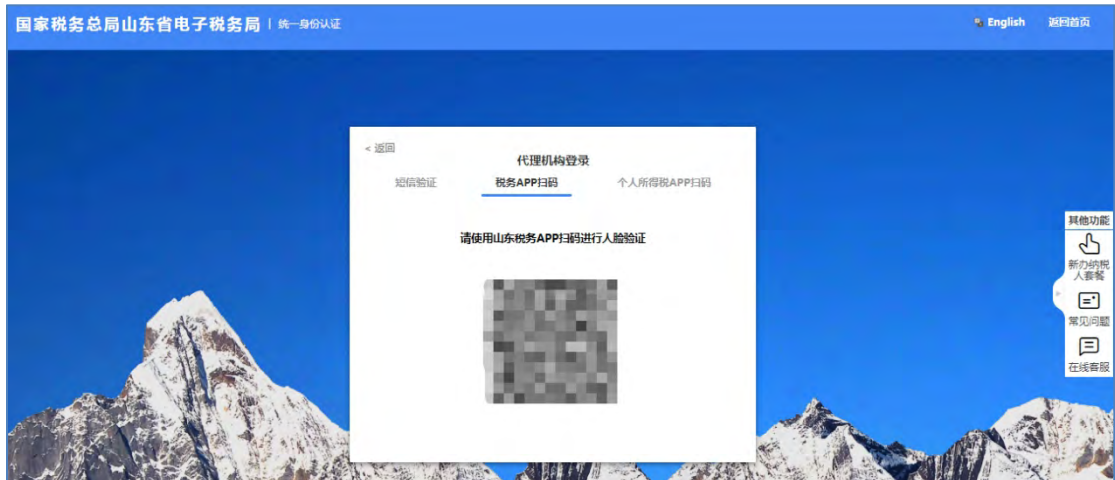 国家税务总局山东省电子税务局 | 统一身份认证
English 返回首页
< 返回
代理机构登录
短信验证 税务APP扫码 个人所得税APP扫码
请使用山东税务APP扫码进行人脸验证
其他功能
新办纳税
人套餐
常见问题
在线客服